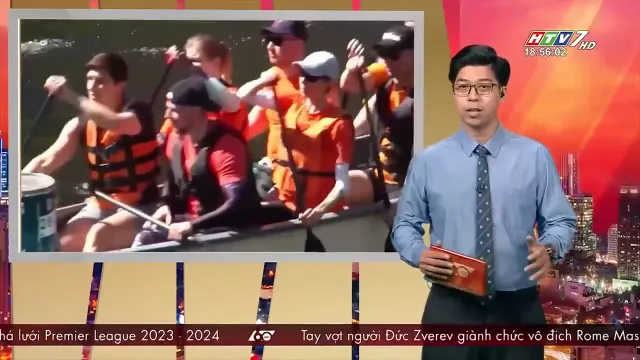 HTV7 HD
18:56:02
há lưới Premier League 2023 - 2024 60 Tay vợt người Đức Zverev giành chức vô địch Rome Mas